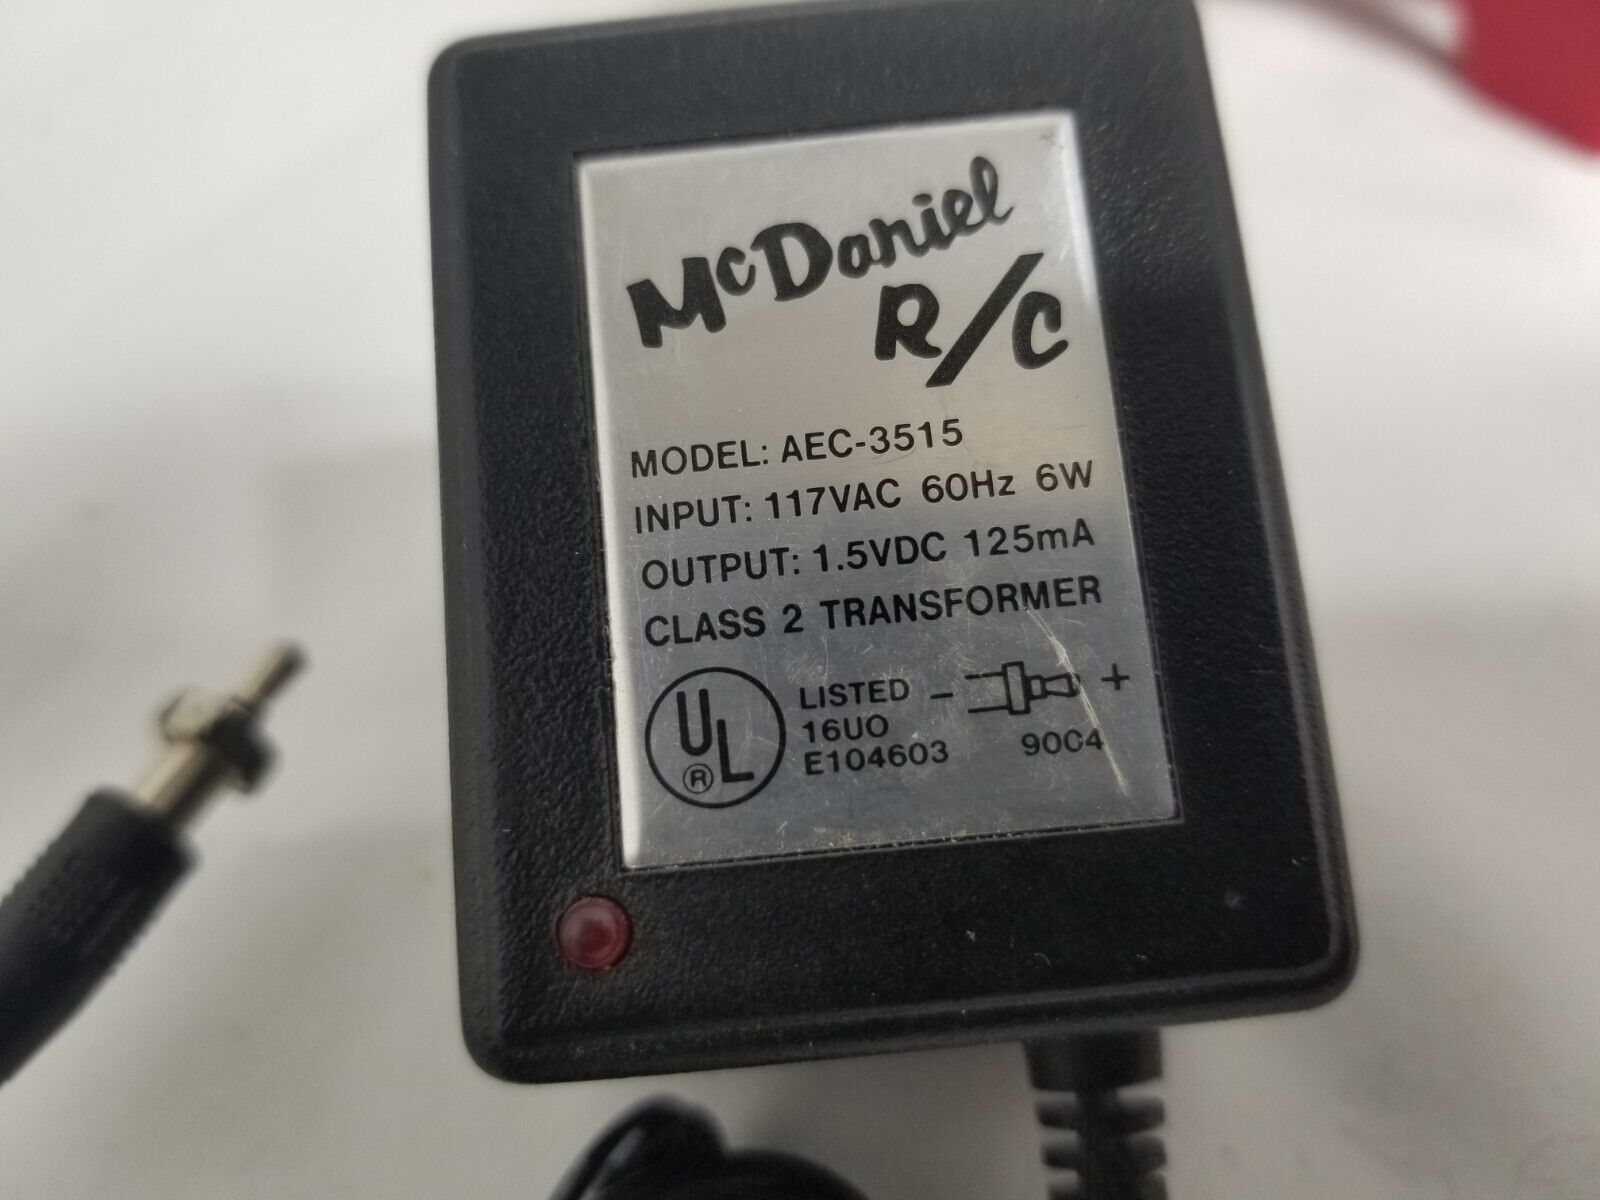 McDaniel
R/C
MODEL: AEC-3515
INPUT: 117VAC 60Hz 6W
OUTPUT: 1.5VDC 125mA
CLASS 2 TRANSFORMER
UL ®
LISTED - +
16UO
E104603 9004